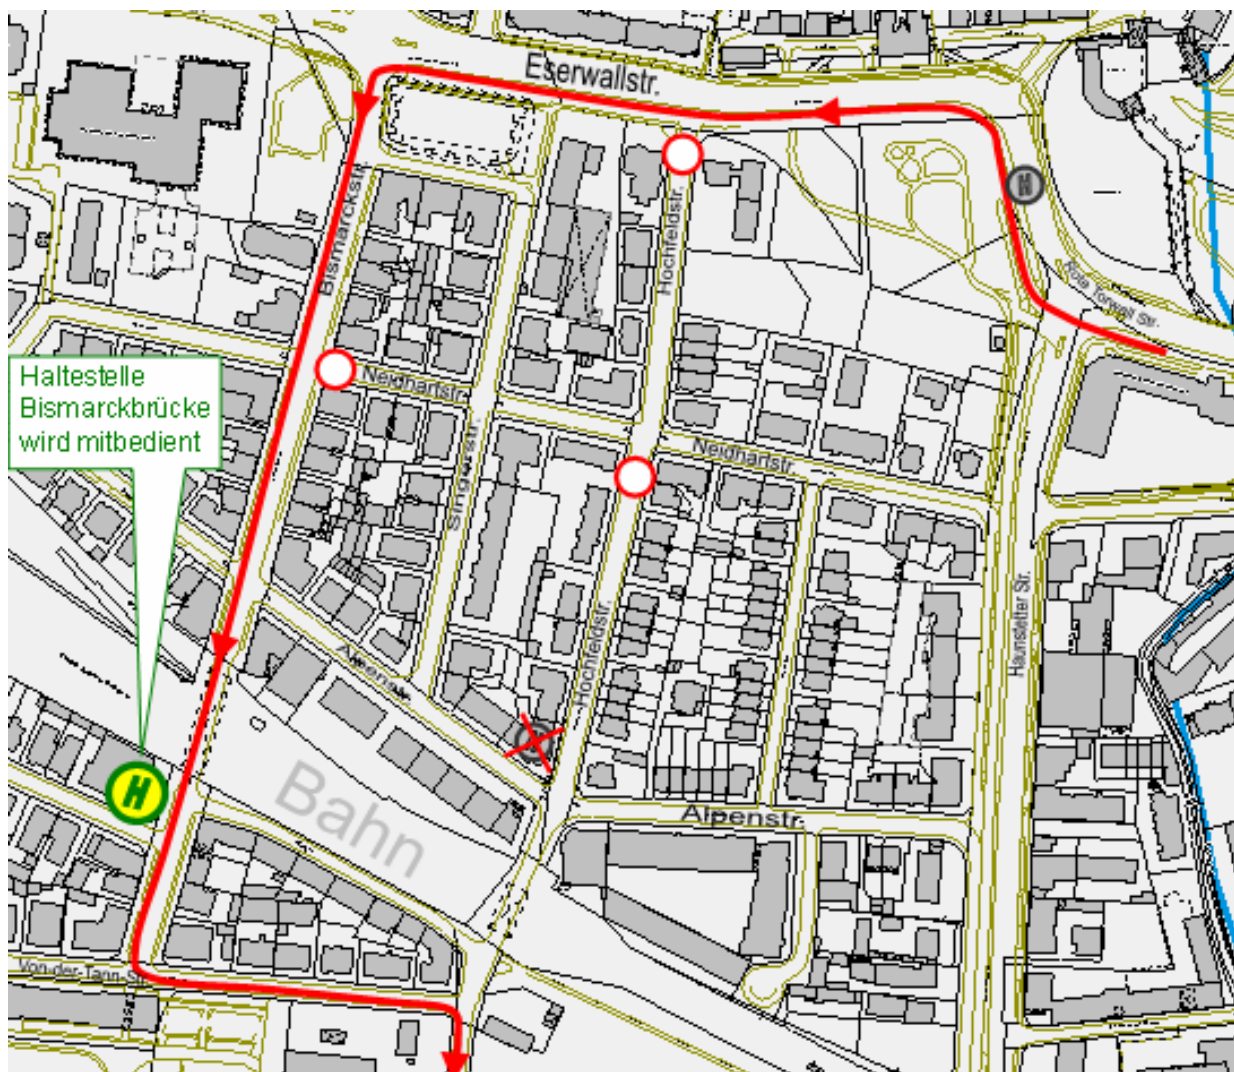 Eserwallstr.
Bismarckstr.
Hochfeldstr.
Rote Torwall Str.
Haltestelle
Bismarckbrücke
wird mitbedient
Neidhartstr.
Neidhartstr.
Singerstr.
Hochfeldstr.
Haunstetter Str.
Alpenstr.
H
Bahn
Alpenstr.
Von-der-Tann-Str.